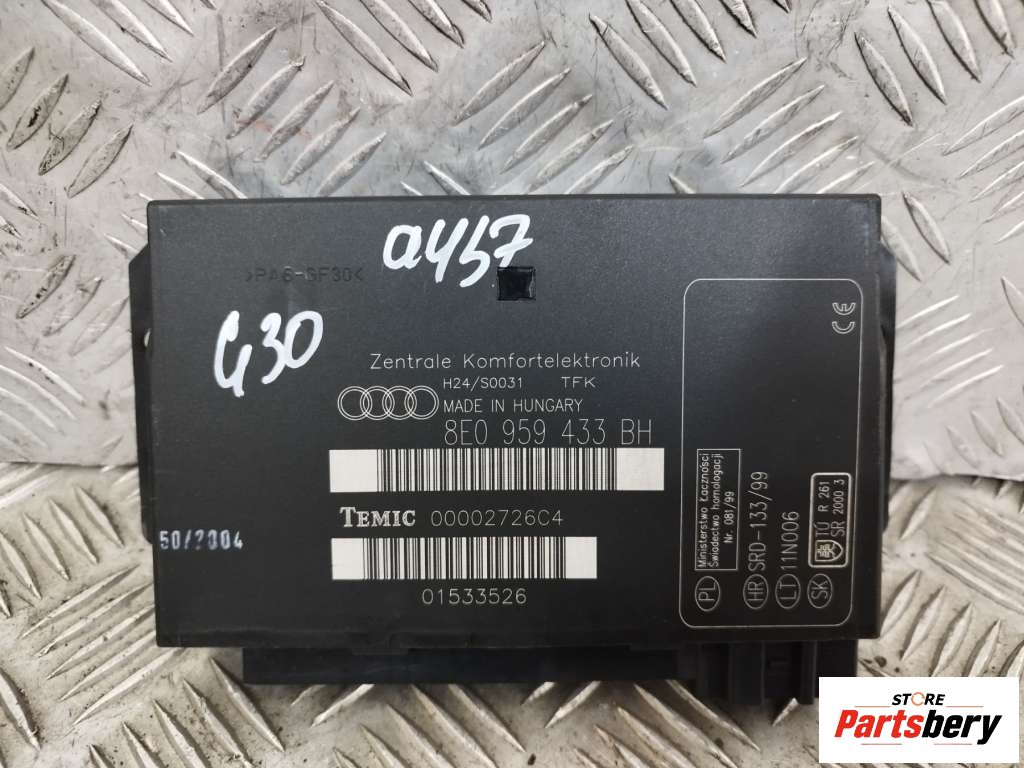 a457
>PA6-GF30<
G30
CE
Zentrale Komfortelektronik
H24/S0031 TFK
MADE IN HUNGARY
8E0 959 433 BH
TEMIC 00002726C4
50/2004
01533526
PL Ministerstwo Łączności
Świadectwo homologacji
Nr. 081/99
HR SRD-133/99
LT 11N006
SK TÚ R 261
SR 2000 3
STORE
Partsbery